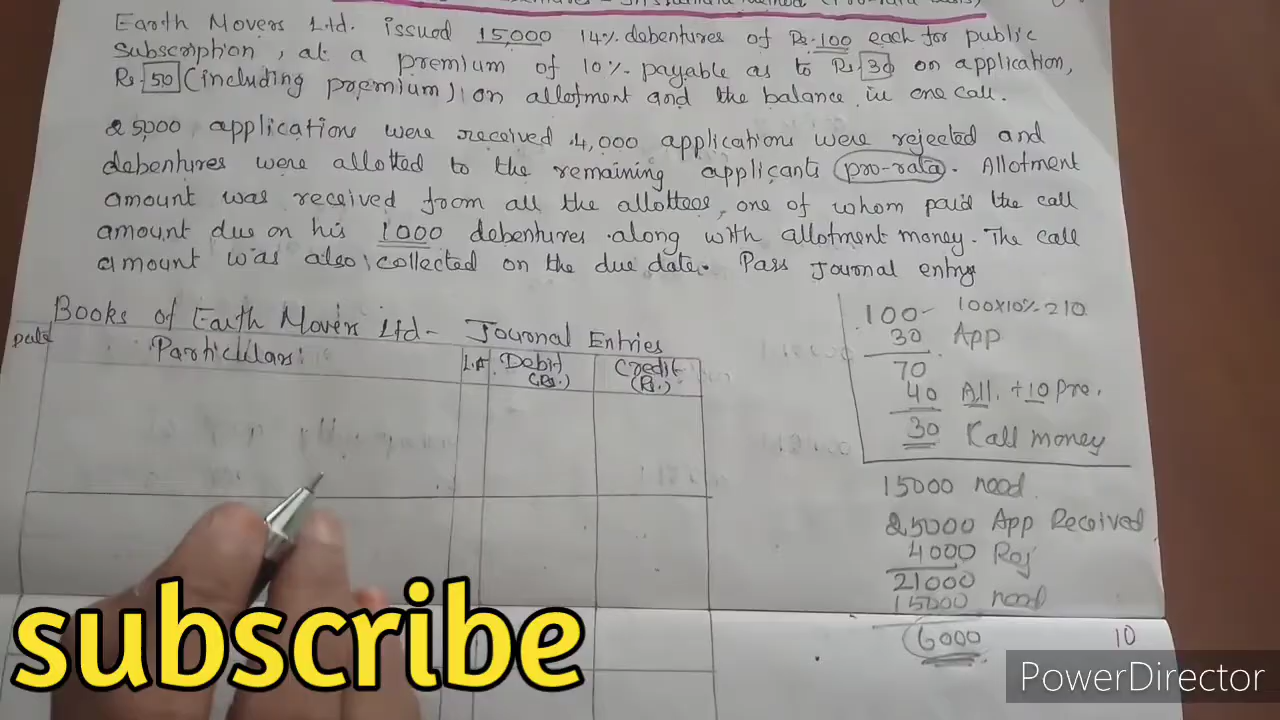 Earth Movers Ltd. issued 15,000 14% debentures of Rs.100 each for public
Subscription, at a premium of 10% payable as to Rs 30 on application,
Rs 50 (including premium), on allotment and the balance in one call.
25000 applications were received .4,000 applications were rejected and
debentures were allotted to the remaining applicants pro-rata. Allotment
amount was received from all the allottees, one of whom paid the call
amount due on his 1000 debentures along with allotment money. The call
amount was also collected on the due date. Pass Journal entry
Books of Earth Movers Ltd - Journal Entries
Date Particulars: L.F Debit (Rs.) Credit (Rs.)
100 - 100x10% = 10
30 App
70
40 All. + 10 Pre.
30 Call money
15000 need
25000 App Received
4000 Rej
21000
15000 need
6000
10
subscribe
PowerDirector